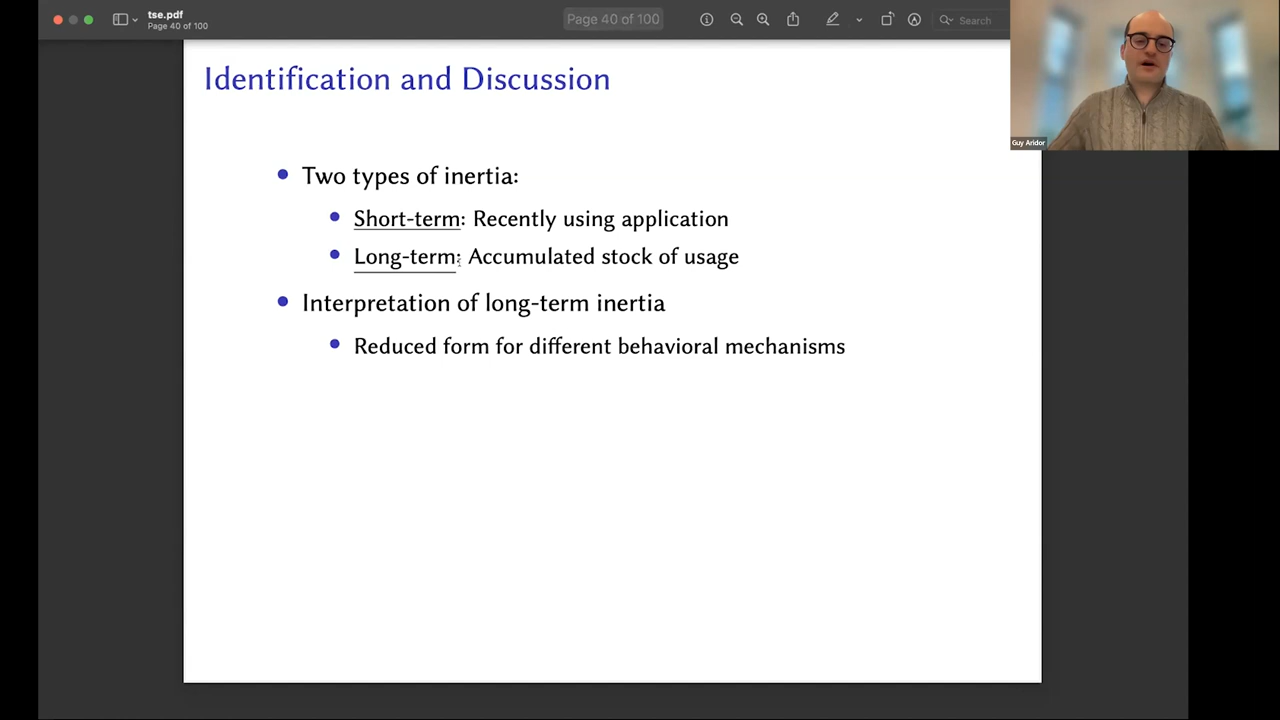 tse.pdf
Page 40 of 100
Page 40 of 100
Search
Identification and Discussion
Two types of inertia:
Short-term: Recently using application
Long-term: Accumulated stock of usage
Interpretation of long-term inertia
Reduced form for different behavioral mechanisms
Guy Aridor